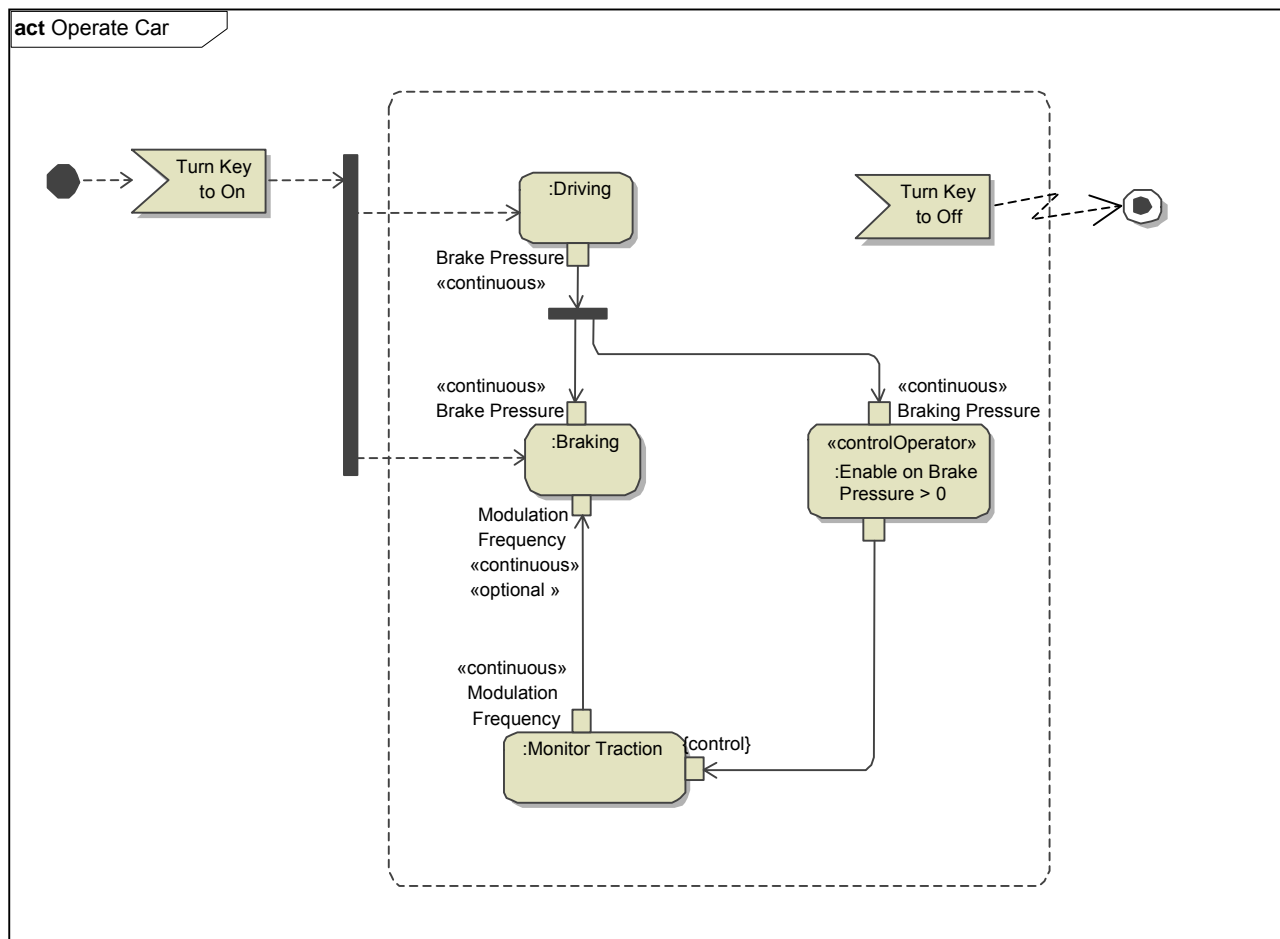 act Operate Car
Turn Key
to On
:Driving
Turn Key
to Off
Brake Pressure
«continuous»
«continuous»
Brake Pressure
«continuous»
Braking Pressure
:Braking
«controlOperator»
:Enable on Brake
Pressure > 0
Modulation
Frequency
«continuous»
«optional »
«continuous»
Modulation
Frequency
:Monitor Traction
{control}